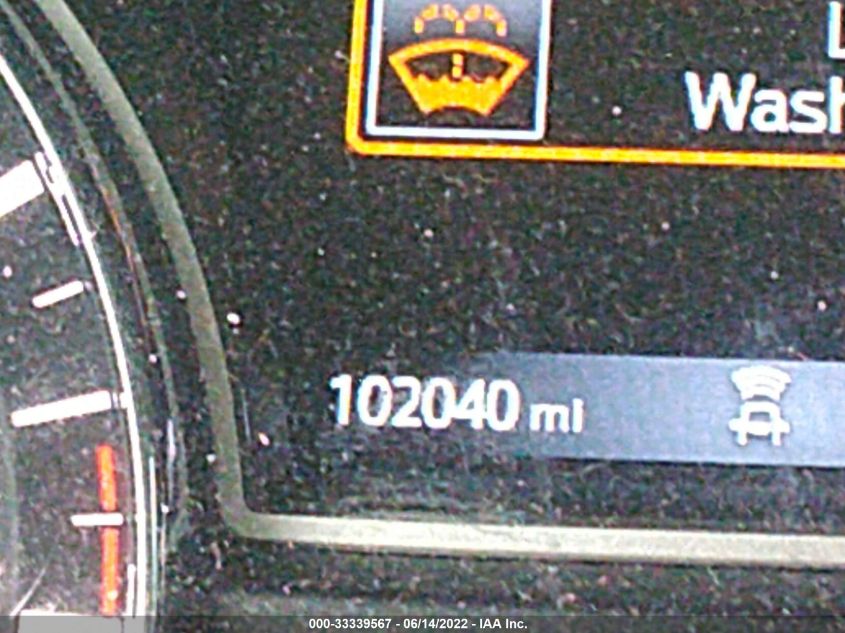 Wash
102040 mi
000-33339567 - 06/14/2022 - IAA Inc.